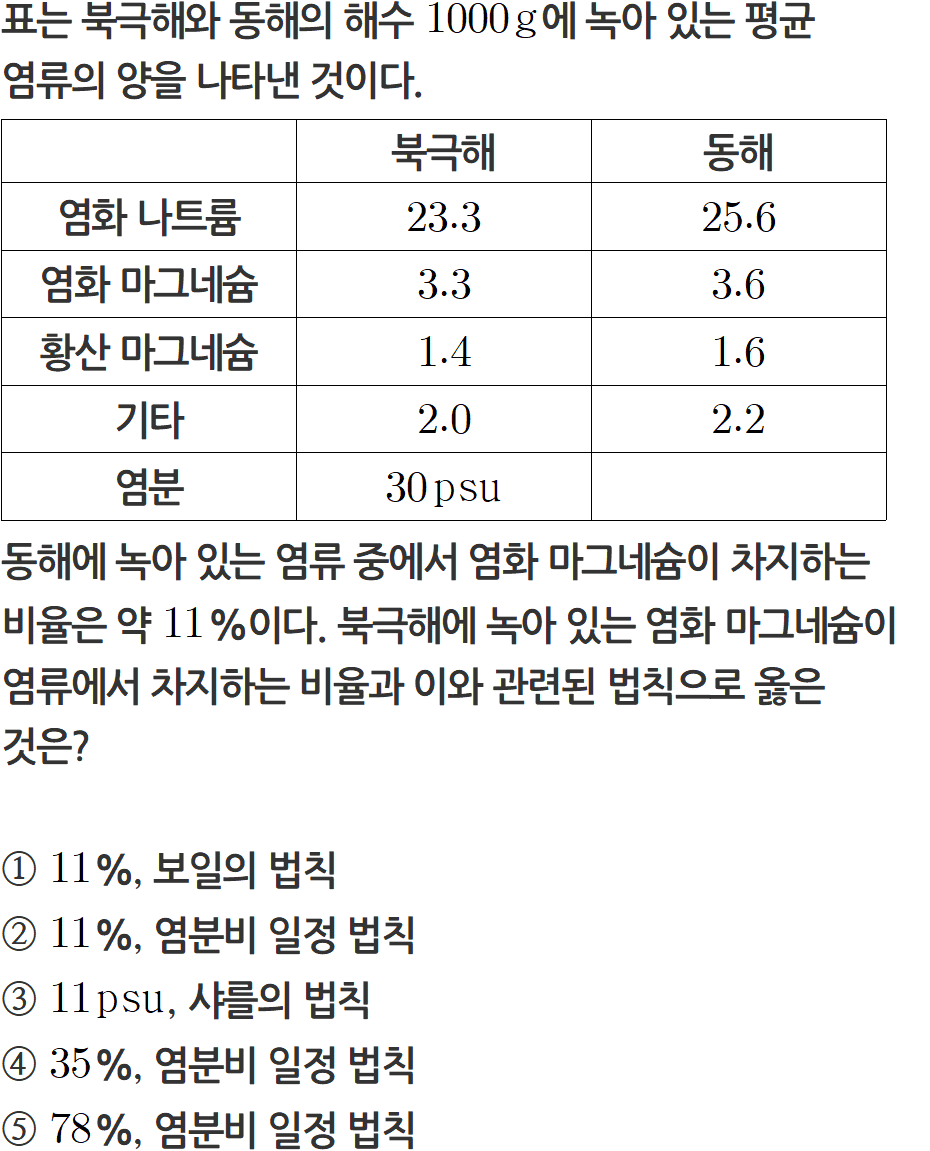 표는 북극해와 동해의 해수 1000g에 녹아 있는 평균
염류의 양을 나타낸 것이다.
북극해 동해
염화 나트륨 23.3 25.6
염화 마그네슘 3.3 3.6
황산 마그네슘 1.4 1.6
기타 2.0 2.2
염분 30psu
동해에 녹아 있는 염류 중에서 염화 마그네슘이 차지하는
비율은 약 11%이다. 북극해에 녹아 있는 염화 마그네슘이
염류에서 차지하는 비율과 이와 관련된 법칙으로 옳은
것은?
① 11%, 보일의 법칙
② 11%, 염분비 일정 법칙
③ 11psu, 샤를의 법칙
④ 35%, 염분비 일정 법칙
⑤ 78%, 염분비 일정 법칙